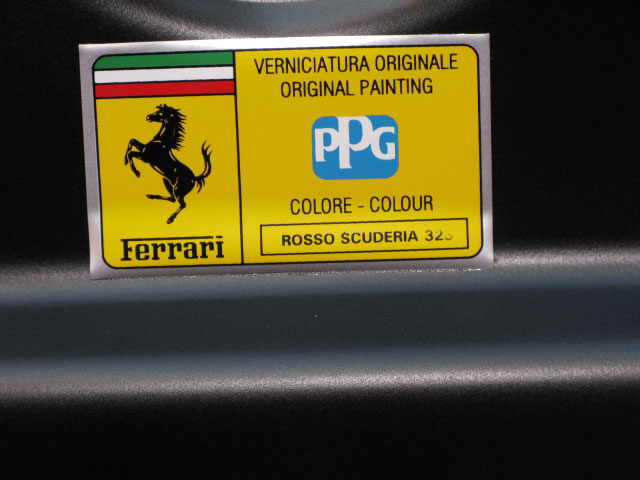 VERNICIATURA ORIGINALE
ORIGINAL PAINTING
PPG
COLORE - COLOUR
ROSSO SCUDERIA
Ferrari